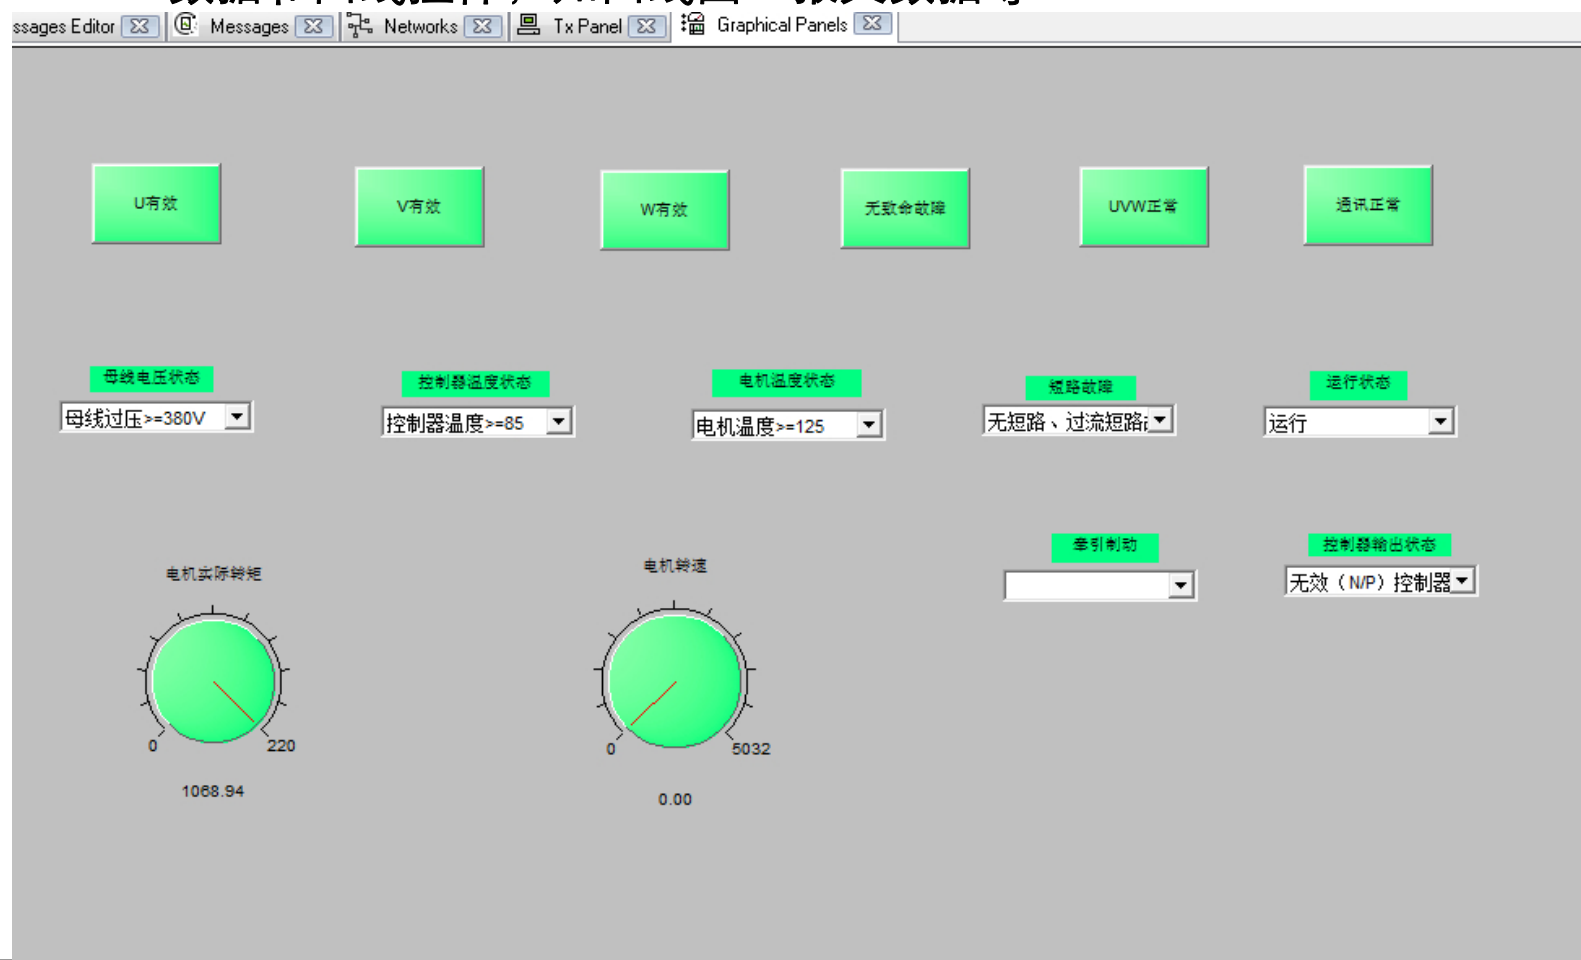 ssages Editor Messages Networks Tx Panel Graphical Panels
U有效 V有效 W有效 无致命故障 UVW正常 通讯正常
母线电压状态 控制器温度状态 电机温度状态 短路故障 运行状态
母线过压>=380V 控制器温度>=85 电机温度>=125 无短路、过流短路 运行
牵引制动 控制器输出状态
无效（N/P）控制器
电机实际转矩 电机转速
0 220 0 5032
1068.94 0.00